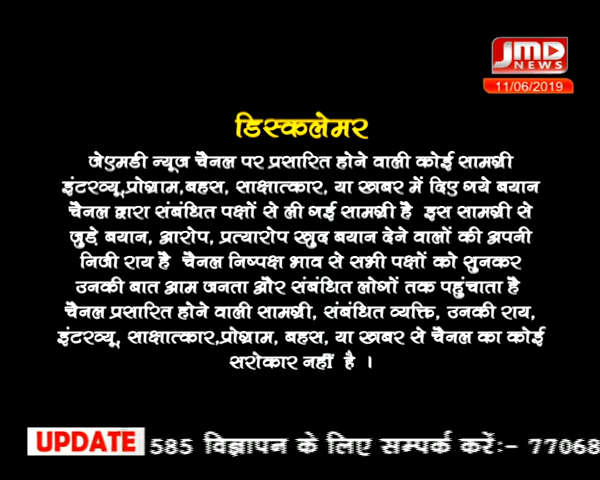 JMD
NEWS
11/06/2019
डिस्कलेमर
जेएमडी न्यूज चैनल पर प्रसारित होने वाली कोई सामग्री
इंटरव्यू,प्रोग्राम,बहस, साक्षात्कार, या खबर में दिए गये बयान
चैनल द्वारा संबंधित पक्षों से ली गई सामग्री है इस सामग्री से
जुडे बयान, आरोप, प्रत्यारोप खुद बयान देने वालों की अपनी
निजी राय है चैनल निष्पक्ष भाव से सभी पक्षों को सुनकर
उनकी बात आम जनता और संबंधित लोगों तक पहुंचाता है
चैनल प्रसारित होने वाली सामग्री, संबंधित व्यक्ति, उनकी राय,
इंटरव्यू, साक्षात्कार,प्रोग्राम, बहस, या खबर से चैनल का कोई
सरोकार नहीं है ।
UPDATE 585 विज्ञापन के लिए सम्पर्क करें:- 77068